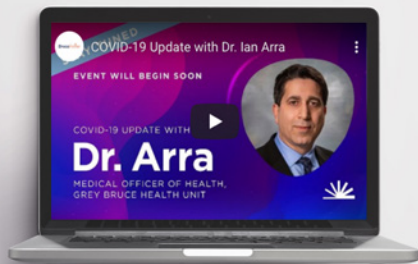 COVID-19 Update with Dr. Ian Arra
EVENT WILL BEGIN SOON
COVID-19 UPDATE WITH
Dr. Arra
MEDICAL OFFICER OF HEALTH,
GREY BRUCE HEALTH UNIT